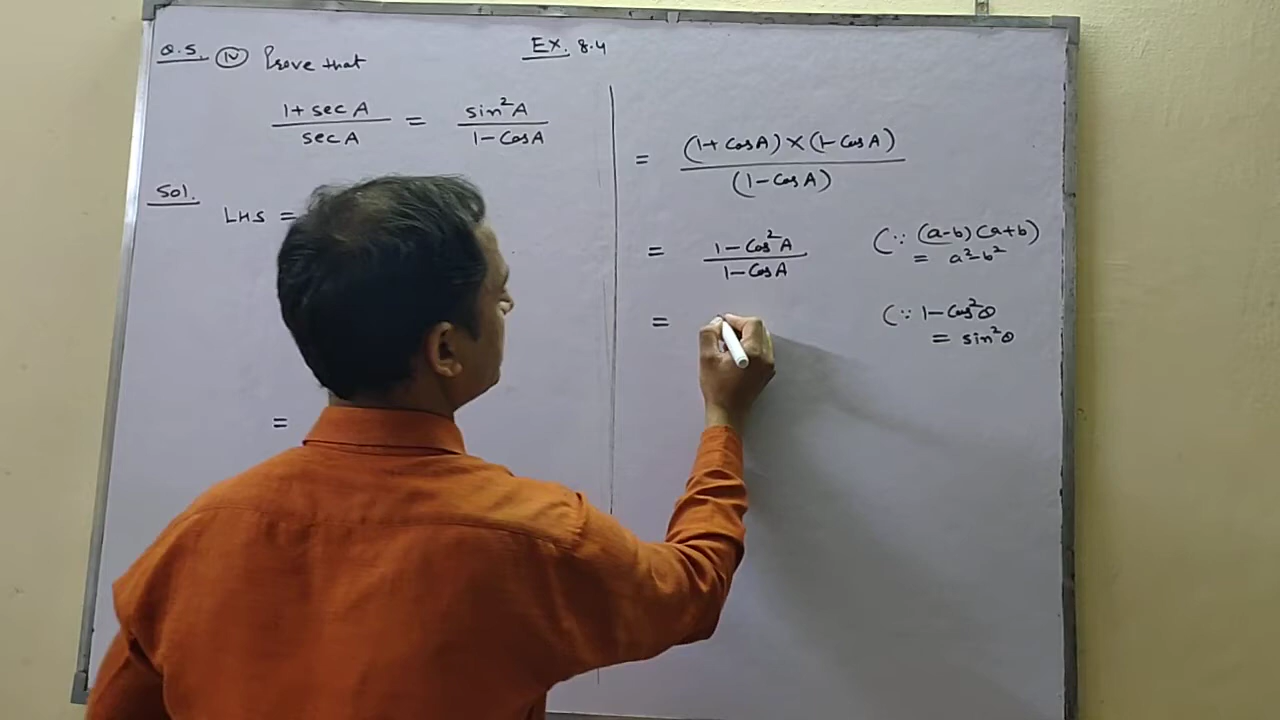 Q.5. (iv) Prove that
EX. 8.4
1 + sec A / sec A = sin²A / 1 - Cos A
Sol.
LHS =
=
= (1 + Cos A) × (1 - Cos A) / (1 - Cos A)
= 1 - Cos²A / 1 - Cos A
(∵ (a-b) (a+b)
= a² - b²
=
(∵ 1 - Cos²θ
= sin²θ